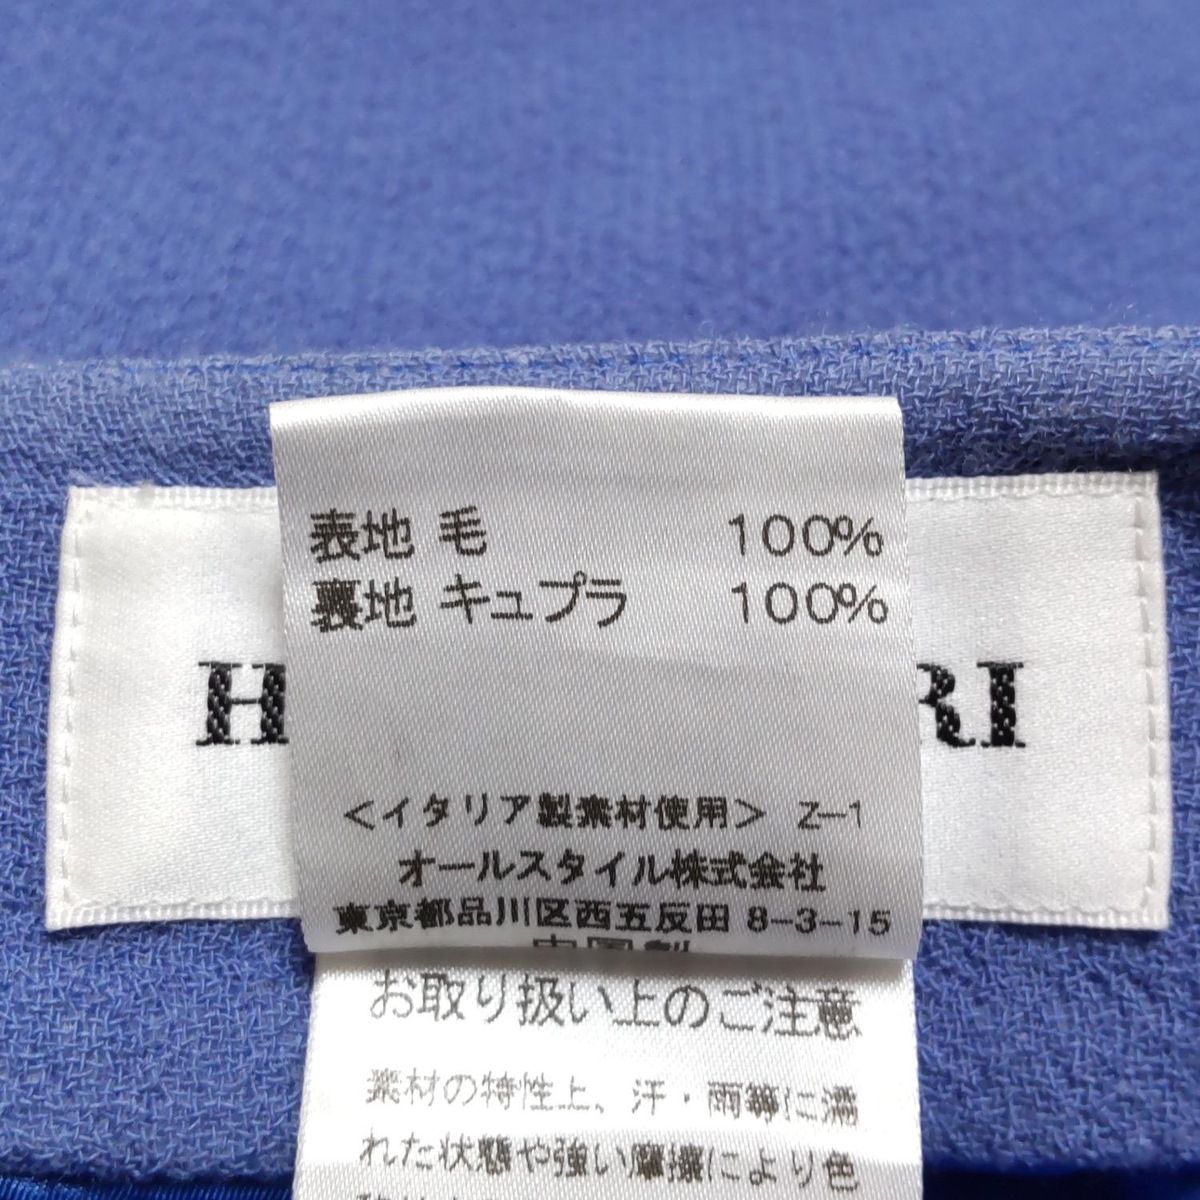 表地 毛 100%
裏地 キュプラ 100%
H RI
<イタリア製素材使用> Z-1
オールスタイル株式会社
東京都品川区西五反田 8-3-15
中国製
お取り扱い上のご注意
素材の特性上、汗・雨等に濡
れた状態や強い摩擦により色